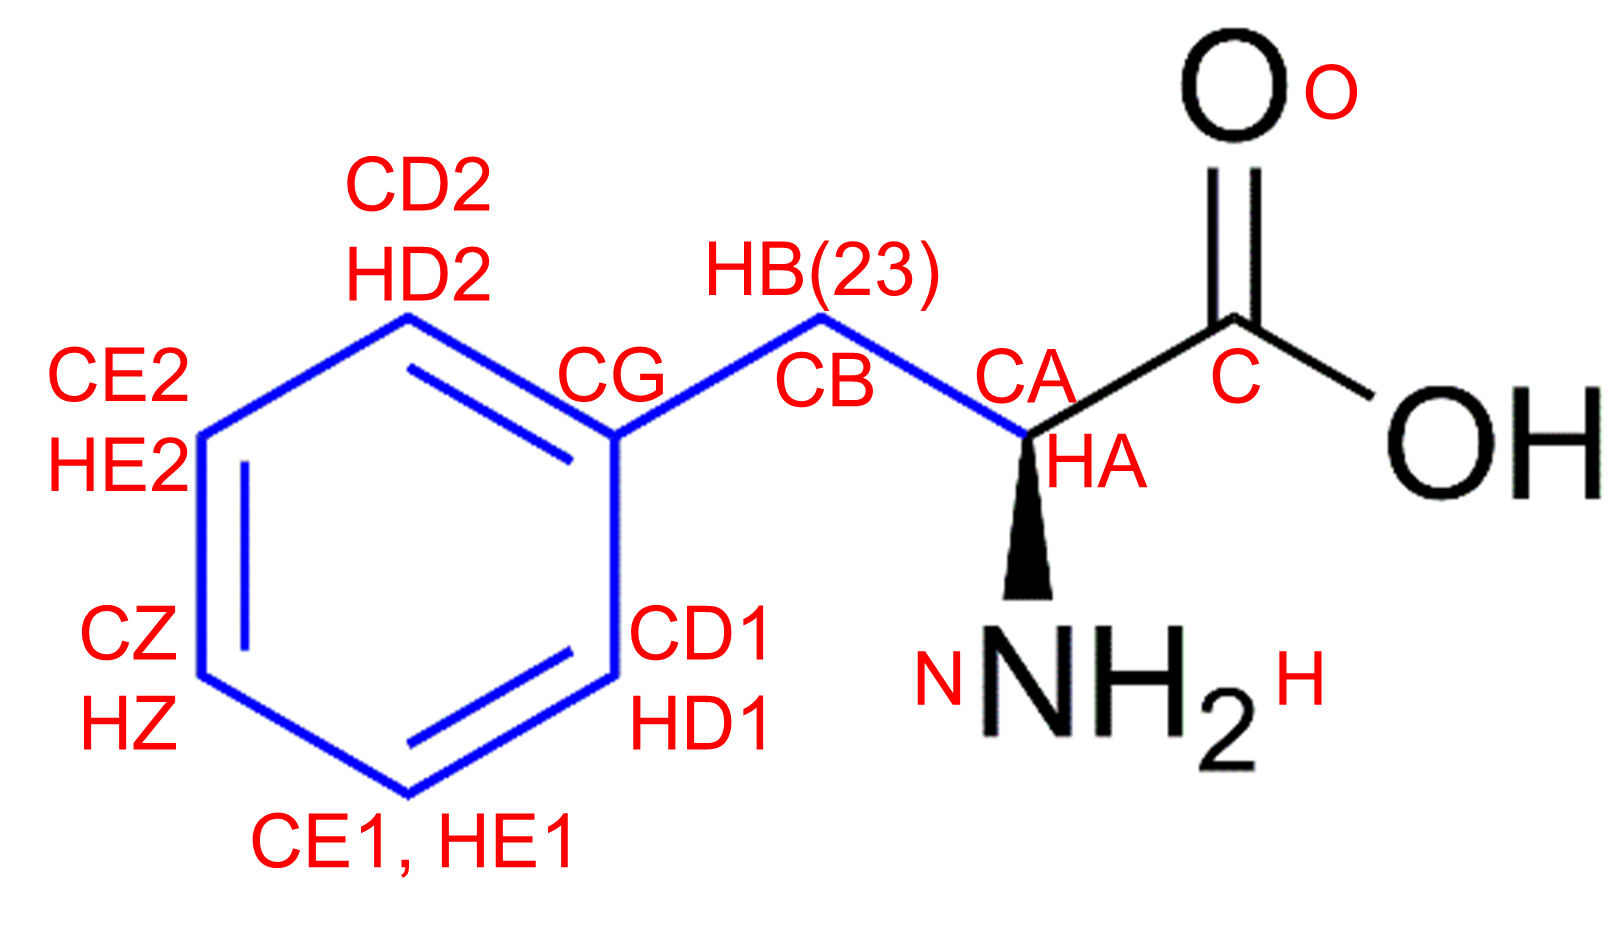 O O
CD2
HD2
HB(23)
CE2
CG
CB
CA
C
HE2
HA
OH
CZ
CD1
HZ
HD1
N NH2 H
CE1, HE1